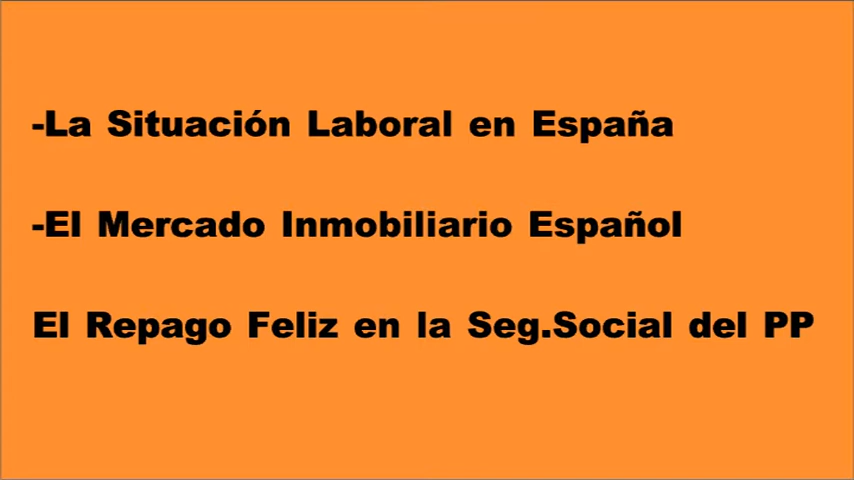 -La Situación Laboral en España
-El Mercado Inmobiliario Español
El Repago Feliz en la Seg.Social del PP